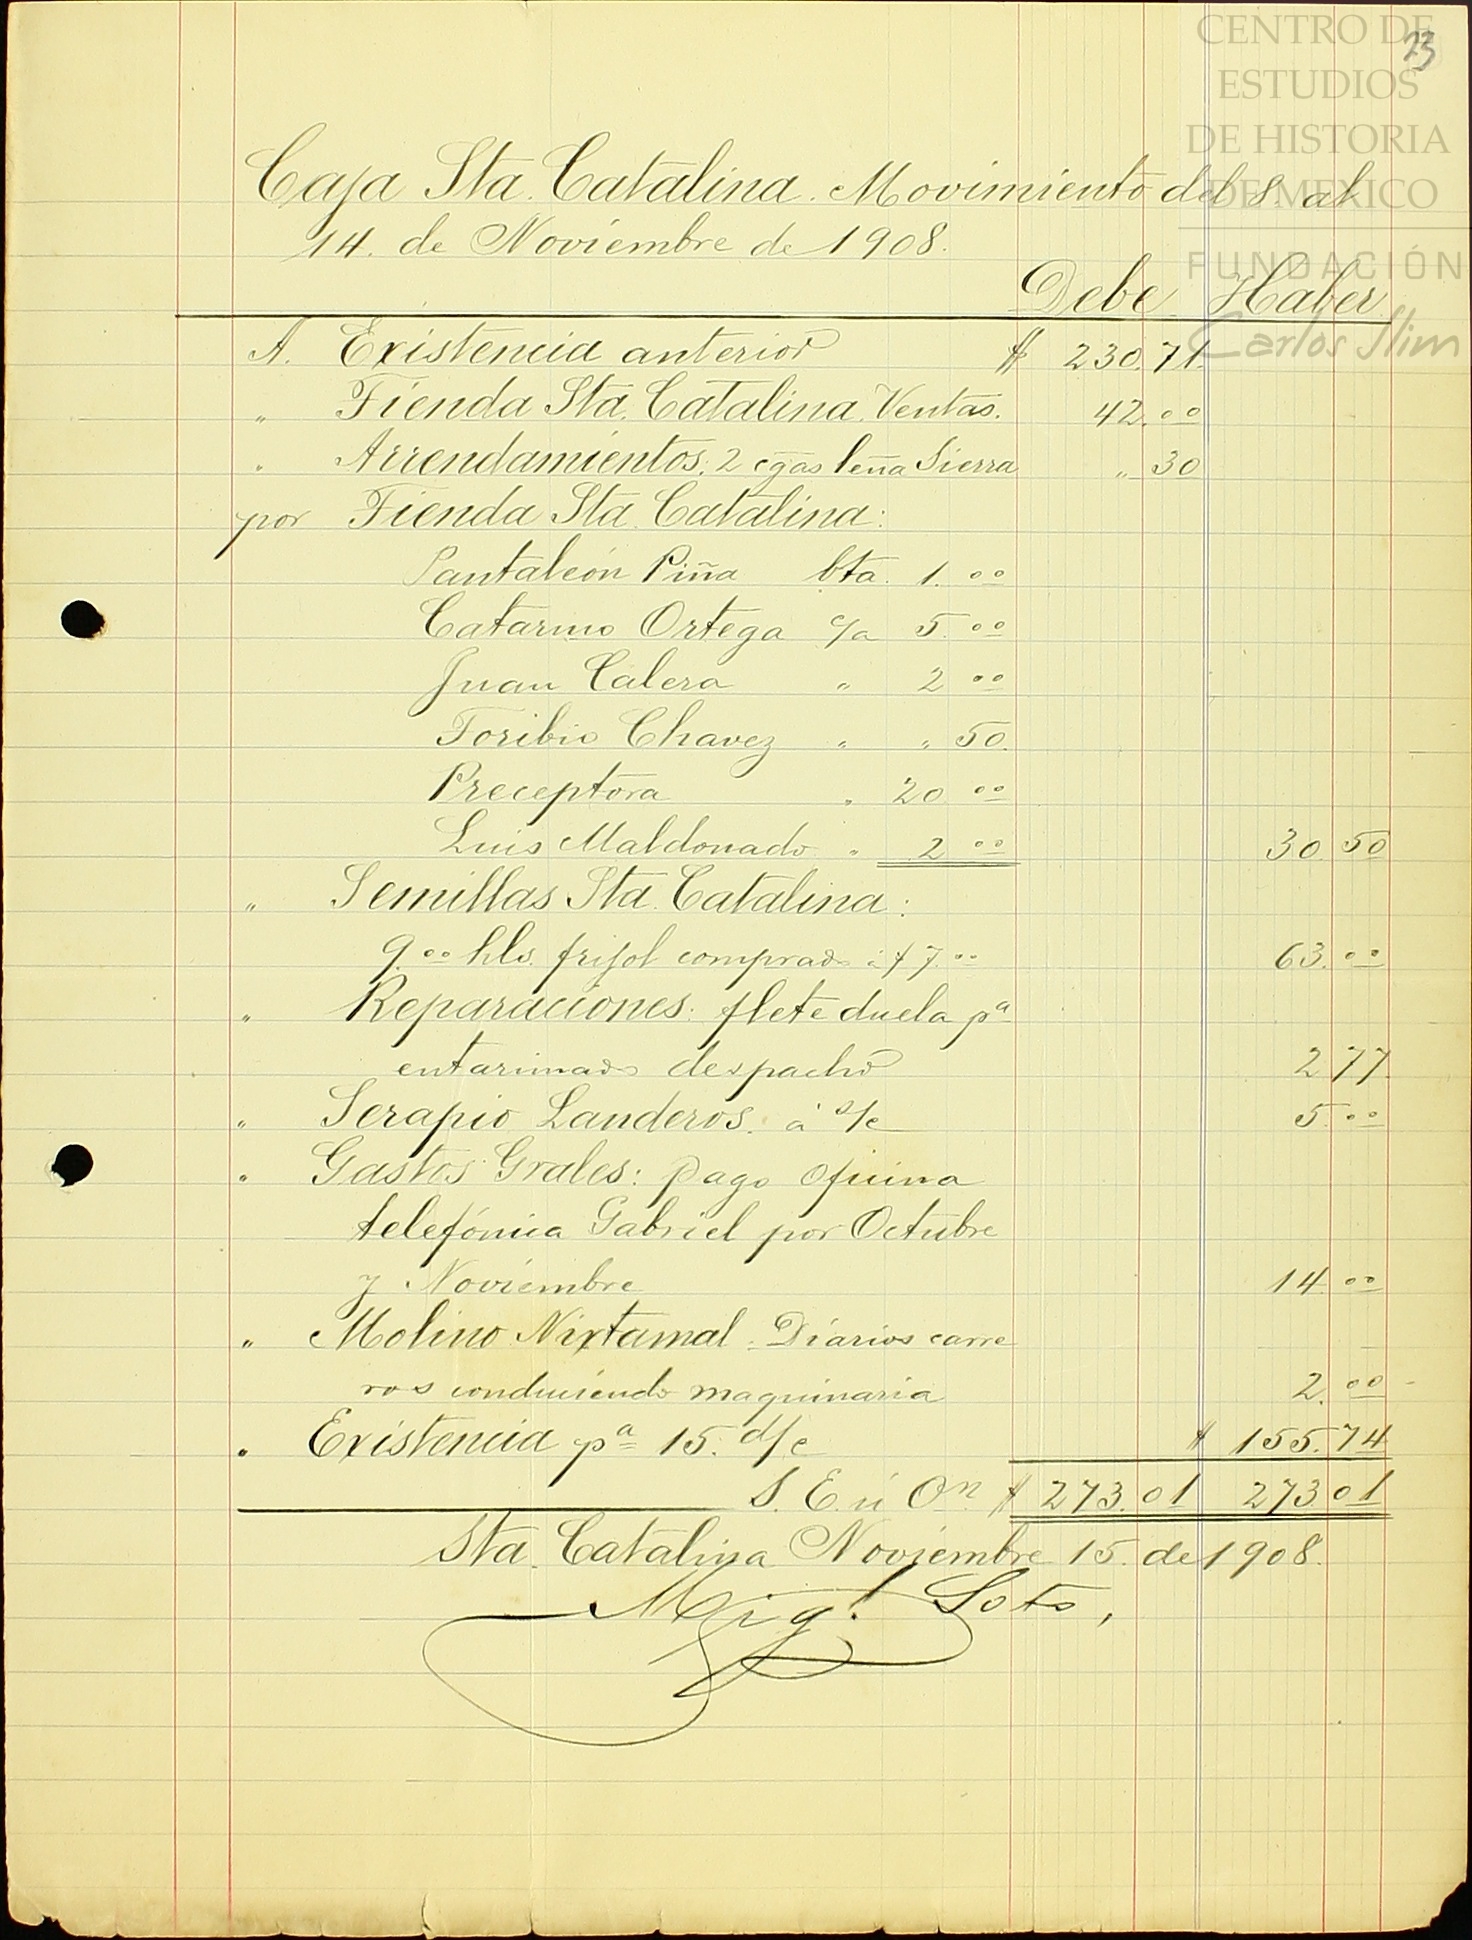 CENTRO DE
ESTUDIOS
DE HISTORIA
DE MEXICO
FUNDACIÓN
Carlos Slim
23
Caja Sta. Catalina. Movimiento del 8. al
14. de Noviembre de 1908.
Debe. Haber.
A. Existencia anterior $ 230.71.
„ Tienda Sta. Catalina. Ventas. 42.00
„ Arrendamientos: 2 cgas leña Sierra „ 30
por Tienda Sta. Catalina:
Pantaleón Piña bta. 1.00
Catarino Ortega c/a 5.00
Juan Calera „ 2 00
Toribio Chavez „ „ 50.
Preceptora „ 20 00
Luis Maldonado „ 2 00 30 50
„ Semillas Sta. Catalina:
9.00 hls. frijol comprado á $ 7.00 63.00
„ Reparaciones: flete duela pa
entarimado despacho 2 77.
„ Serapio Landeros. á s/c 5.00
„ Gastos Grales: pago oficina
telefónica Gabriel por Octubre
y Noviembre 14 00
„ Molino Nixtamal: Diarios carre
ros conduciendo maquinaria 2.00
„ Existencia pa 15. d/c $ 155.74
S. E. ú On $ 273.01 273 01
Sta. Catalina Noviembre 15. de 1908.
Migl. Soto,